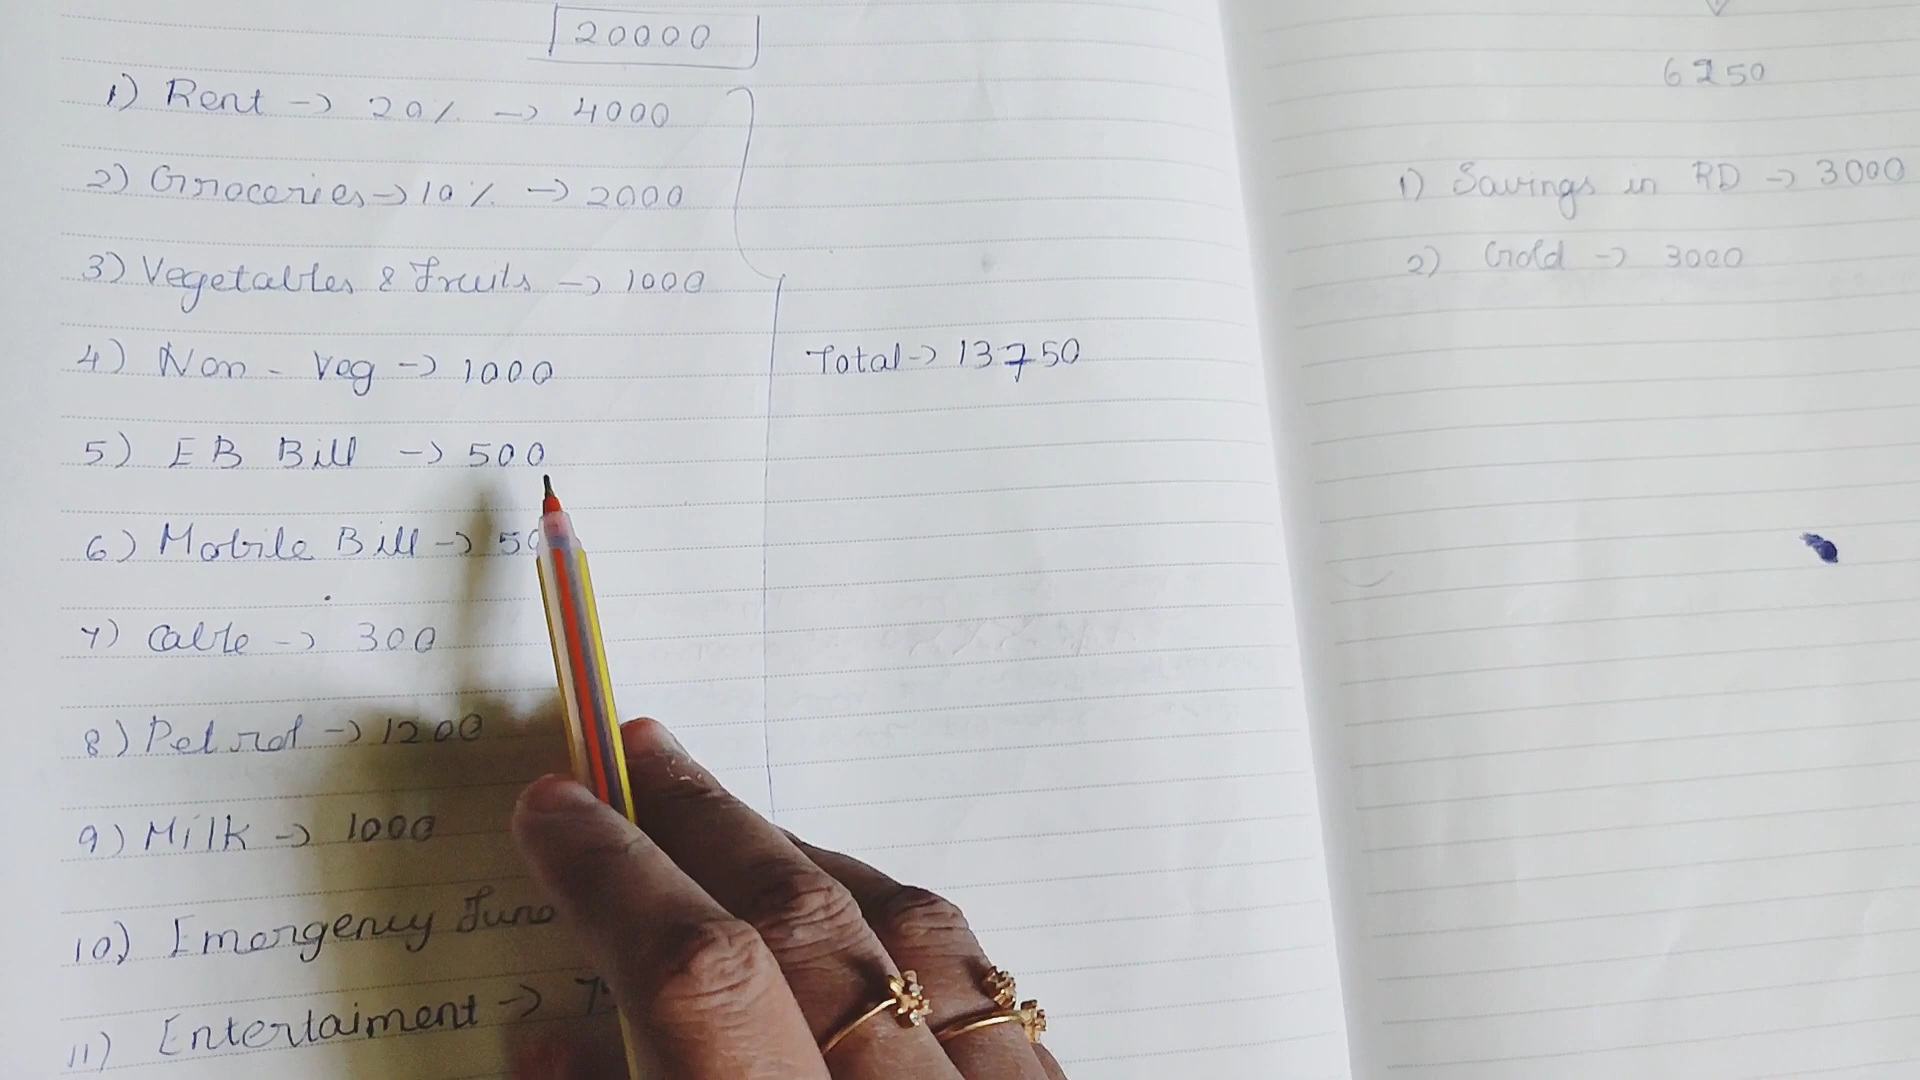 20000
1) Rent -> 20% -> 4000
2) Groceries -> 10% -> 2000
3) Vegetables & Fruits -> 1000
4) Non - Veg -> 1000
Total -> 13750
5) EB Bill -> 500
6) Mobile Bill ->
7) Cable -> 300
8) Petrol -> 1200
9) Milk -> 1000
10) Emergency
11) Entertaiment ->
6250
1) Savings in RD -> 3000
2) Gold -> 3000